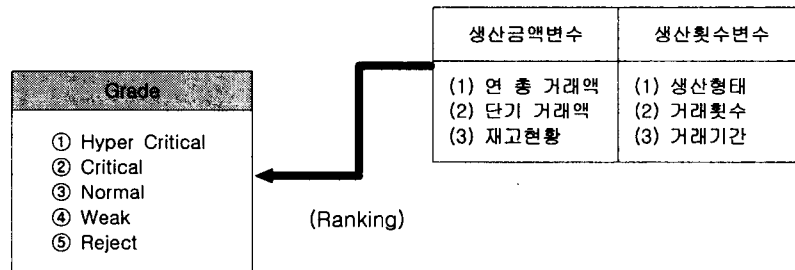 생산금액변수 생산횟수변수
(1) 연 총 거래액 (1) 생산형태
(2) 단기 거래액 (2) 거래횟수
(3) 재고현황 (3) 거래기간
Grade
① Hyper Critical
② Critical
③ Normal
④ Weak
⑤ Reject
(Ranking)